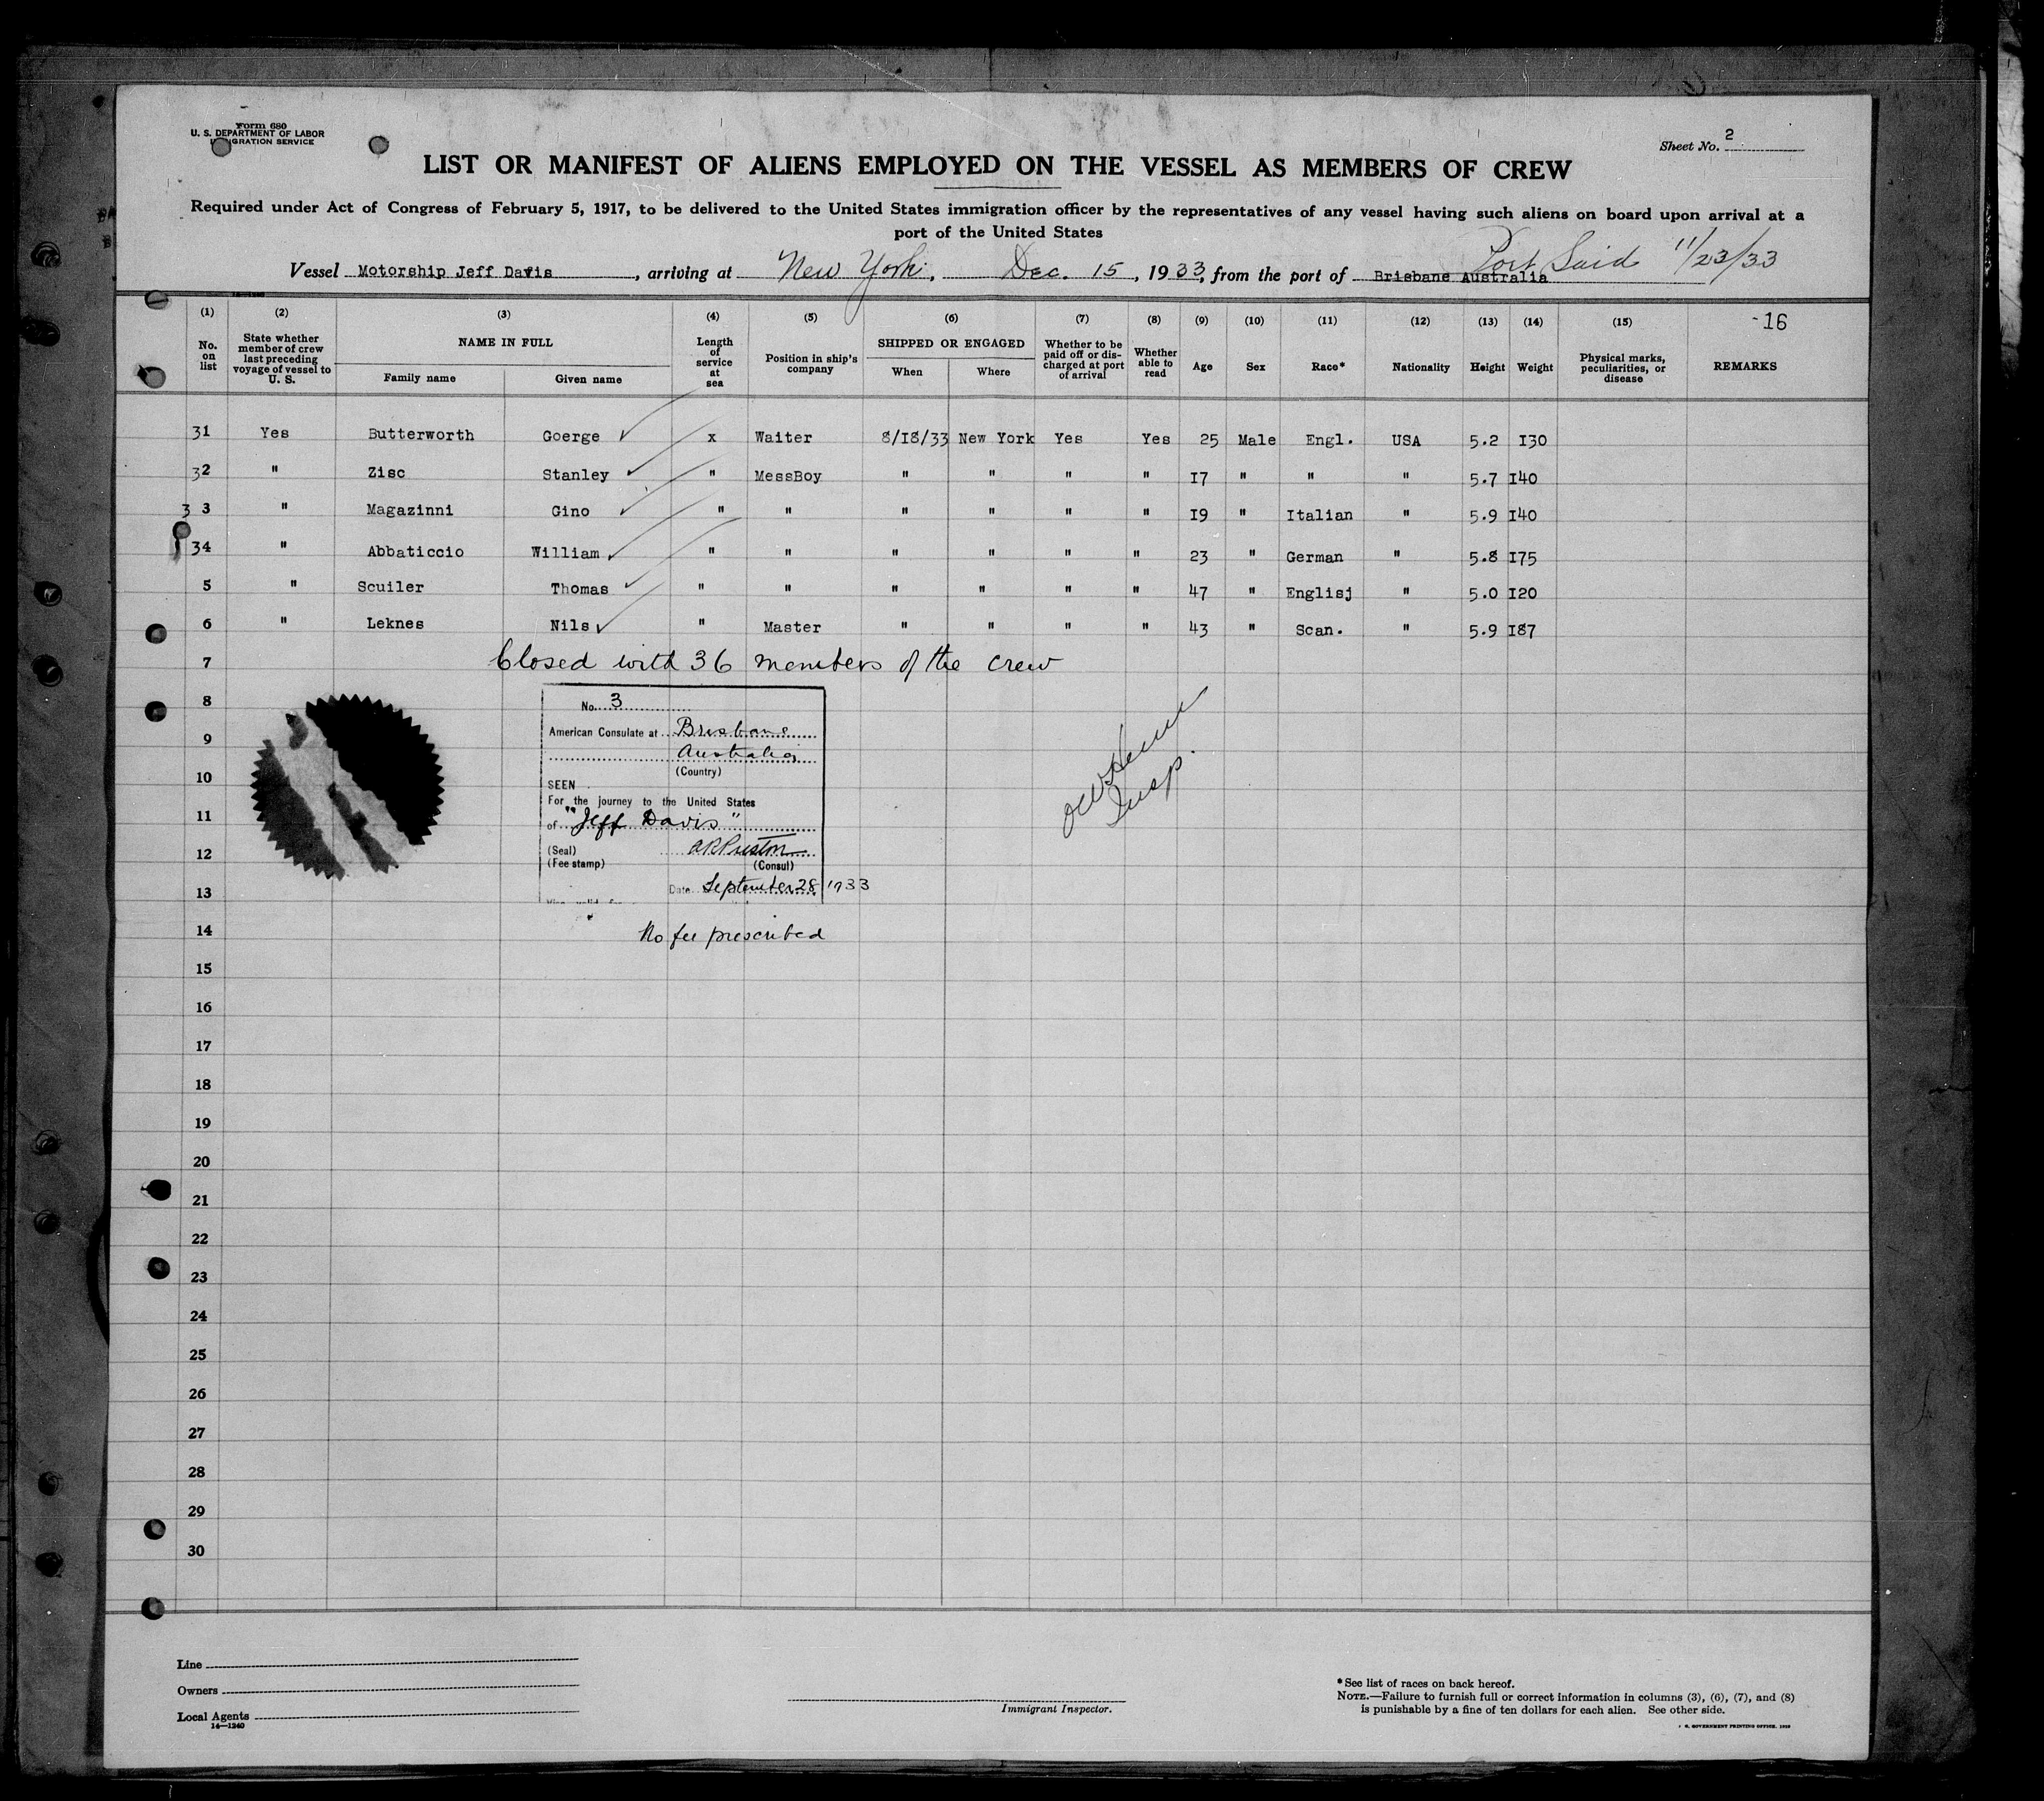 Form 680
U. S. DEPARTMENT OF LABOR
IMMIGRATION SERVICE
Sheet No. 2
LIST OR MANIFEST OF ALIENS EMPLOYED ON THE VESSEL AS MEMBERS OF CREW
Required under Act of Congress of February 5, 1917, to be delivered to the United States immigration officer by the representatives of any vessel having such aliens on board upon arrival at a
port of the United States
Port Said 11/23/33
Vessel Motorship Jeff Davis, arriving at New York, Dec. 15, 1933, from the port of Brisbane Australia
(1) (2) (3) (4) (5) (6) (7) (8) (9) (10) (11) (12) (13) (14) (15) -16
No. on list State whether member of crew last preceding voyage of vessel to U. S. NAME IN FULL Family name Given name Length of service at sea Position in ship's company SHIPPED OR ENGAGED When Where Whether to be paid off or discharged at port of arrival Whether able to read Age Sex Race* Nationality Height Weight Physical marks, peculiarities, or disease REMARKS
31 Yes Butterworth Goerge x Waiter 8/18/33 New York Yes Yes 25 Male Engl. USA 5.2 130
32 " Zisc Stanley " MessBoy " " " " 17 " " " 5.7 140
3 3 " Magazinni Gino " " " " " " 19 " Italian " 5.9 140
34 " Abbaticcio William " " " " " " 23 " German " 5.8 175
5 " Scuiler Thomas " " " " " " 47 " Englisj " 5.0 120
6 " Leknes Nils " Master " " " " 43 " Scan. " 5.9 187
7 Closed with 36 members of the crew
8
9
10
11
12
13
14
15
16
17
18
19
20
21
22
23
24
25
26
27
28
29
30
No. 3
American Consulate at Brisbane
Australia
(Country)
SEEN
For the journey to the United States
of "Jeff Davis"
(Seal)
(Fee stamp) (Consul)
Date September 28 1933
No fee prescribed
Insp.
Line
Owners
Local Agents
14—1240
Immigrant Inspector.
*See list of races on back hereof.
NOTE.—Failure to furnish full or correct information in columns (3), (6), (7), and (8)
is punishable by a fine of ten dollars for each alien. See other side.